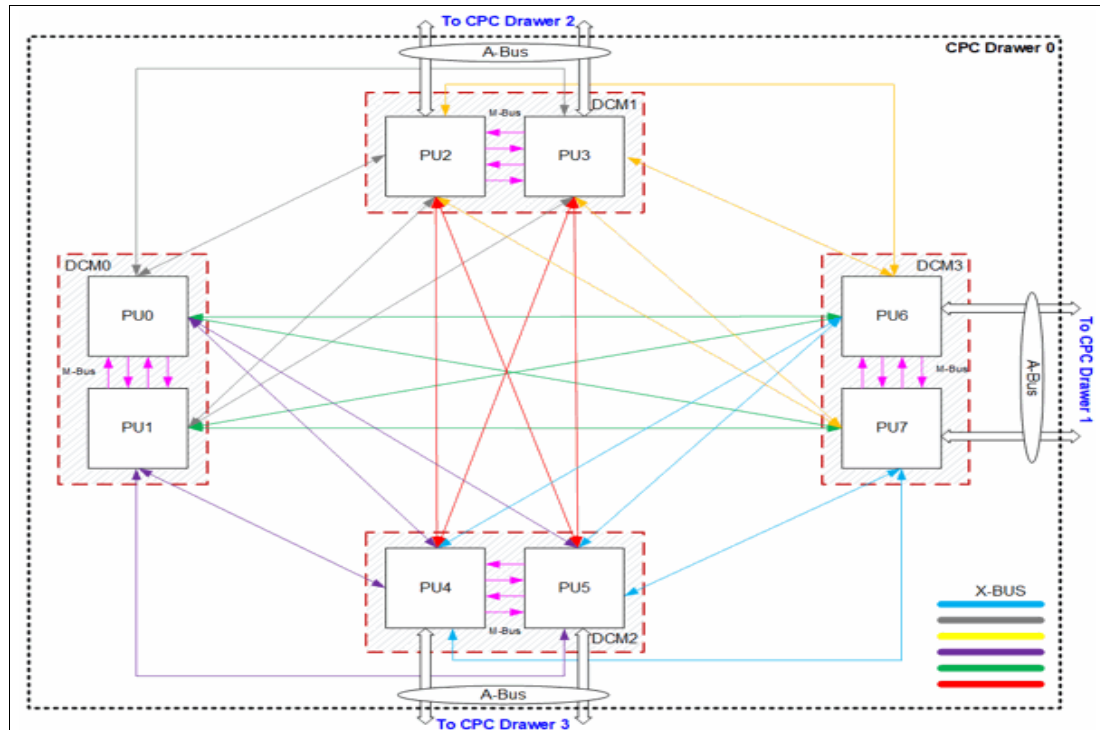 To CPC Drawer 2
A-Bus
CPC Drawer 0
DCM1
M-Bus
PU2
PU3
DCM0
DCM3
PU0
PU6
M-Bus
M-Bus
PU1
PU7
A-Bus
To CPC Drawer 1
PU4
PU5
M-Bus
DCM2
X-BUS
A-Bus
To CPC Drawer 3